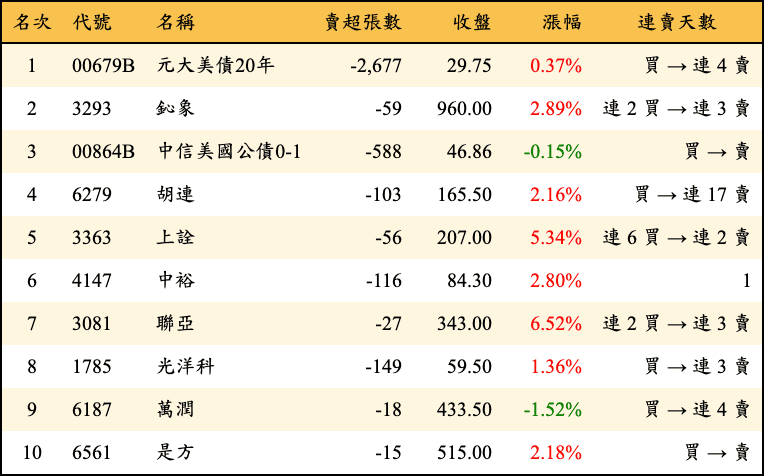 名次 代號 名稱 賣超張數 收盤 漲幅 連賣天數
1 00679B 元大美債20年 -2,677 29.75 0.37% 買 → 連 4 賣
2 3293 鈊象 -59 960.00 2.89% 連 2 買 → 連 3 賣
3 00864B 中信美國公債0-1 -588 46.86 -0.15% 買 → 賣
4 6279 胡連 -103 165.50 2.16% 買 → 連 17 賣
5 3363 上詮 -56 207.00 5.34% 連 6 買 → 連 2 賣
6 4147 中裕 -116 84.30 2.80% 1
7 3081 聯亞 -27 343.00 6.52% 連 2 買 → 連 3 賣
8 1785 光洋科 -149 59.50 1.36% 買 → 連 3 賣
9 6187 萬潤 -18 433.50 -1.52% 買 → 連 4 賣
10 6561 是方 -15 515.00 2.18% 買 → 賣